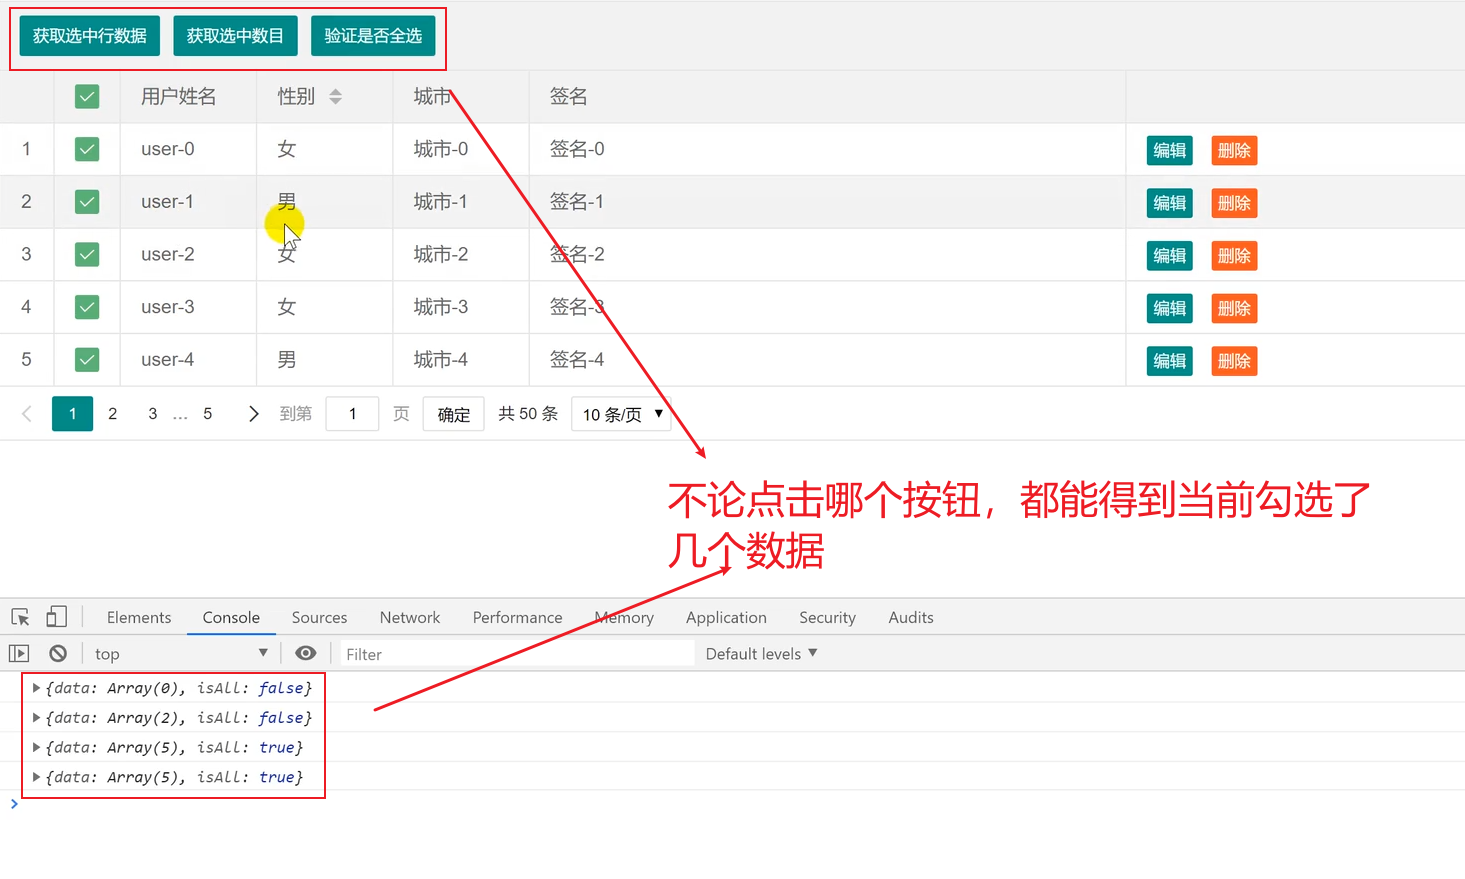 获取选中行数据 获取选中数目 验证是否全选
用户姓名 性别 城市 签名
1 user-0 女 城市-0 签名-0 编辑 删除
2 user-1 男 城市-1 签名-1 编辑 删除
3 user-2 女 城市-2 签名-2 编辑 删除
4 user-3 女 城市-3 签名-3 编辑 删除
5 user-4 男 城市-4 签名-4 编辑 删除
1 2 3 … 5 到第 1 页 确定 共 50 条 10 条/页
不论点击哪个按钮，都能得到当前勾选了
几个数据
Elements Console Sources Network Performance Memory Application Security Audits
top Filter Default levels
{data: Array(0), isAll: false}
{data: Array(2), isAll: false}
{data: Array(5), isAll: true}
{data: Array(5), isAll: true}